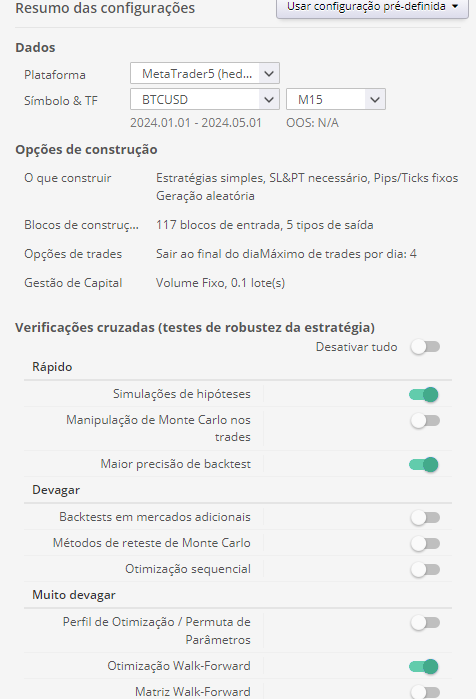 Resumo das configurações
Usar configuração pré-definida
Dados
Plataforma
MetaTrader5 (hed...
Símbolo & TF
BTCUSD
M15
2024.01.01 - 2024.05.01
OOS: N/A
Opções de construção
O que construir
Estratégias simples, SL&PT necessário, Pips/Ticks fixos
Geração aleatória
Blocos de construç...
117 blocos de entrada, 5 tipos de saída
Opções de trades
Sair ao final do diaMáximo de trades por dia: 4
Gestão de Capital
Volume Fixo, 0.1 lote(s)
Verificações cruzadas (testes de robustez da estratégia)
Desativar tudo
Rápido
Simulações de hipóteses
Manipulação de Monte Carlo nos
trades
Maior precisão de backtest
Devagar
Backtests em mercados adicionais
Métodos de reteste de Monte Carlo
Otimização sequencial
Muito devagar
Perfil de Otimização / Permuta de
Parâmetros
Otimização Walk-Forward
Matriz Walk-Forward